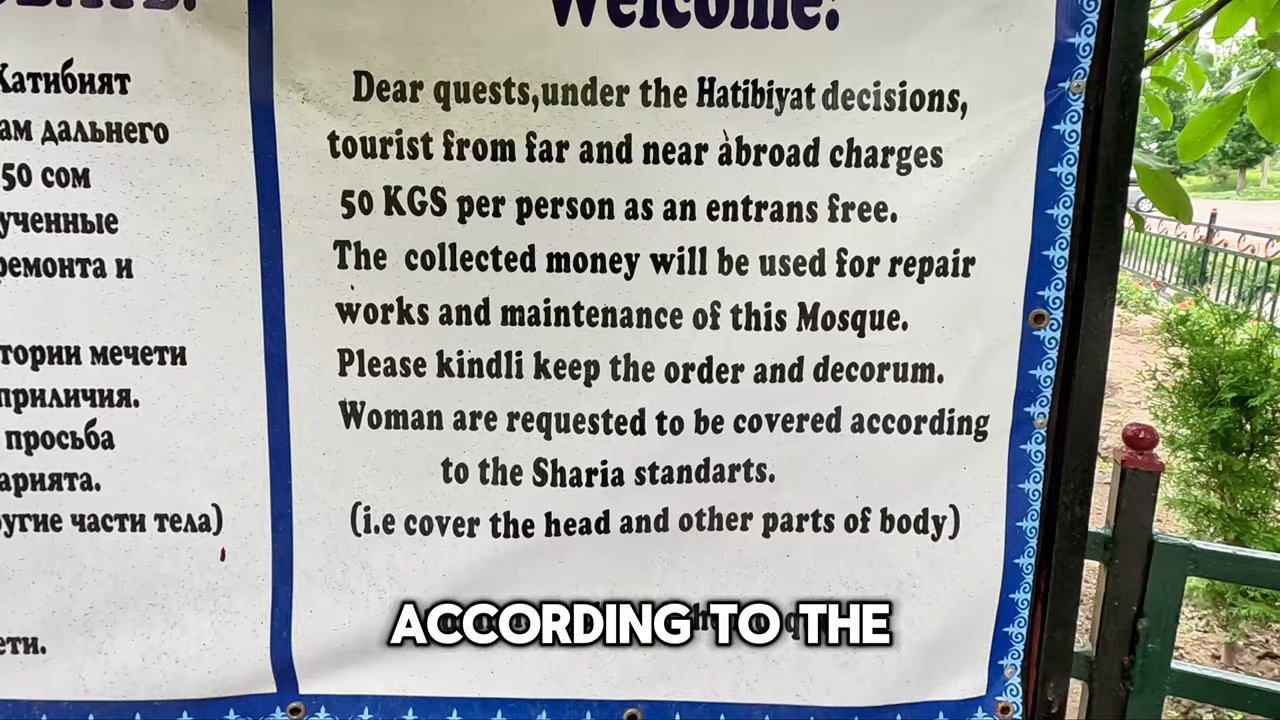 Welcome!
Катибият
ам дальнего
50 сом
ученные
ремонта и
тории мечети
приличия.
просьба
арията.
угие части тела)
ети.
Dear quests,under the Hatibiyat decisions,
tourist from far and near abroad charges
50 KGS per person as an entrans free.
The collected money will be used for repair
works and maintenance of this Mosque.
Please kindli keep the order and decorum.
Woman are requested to be covered according
to the Sharia standarts.
(i.e cover the head and other parts of body)
ACCORDING TO THE